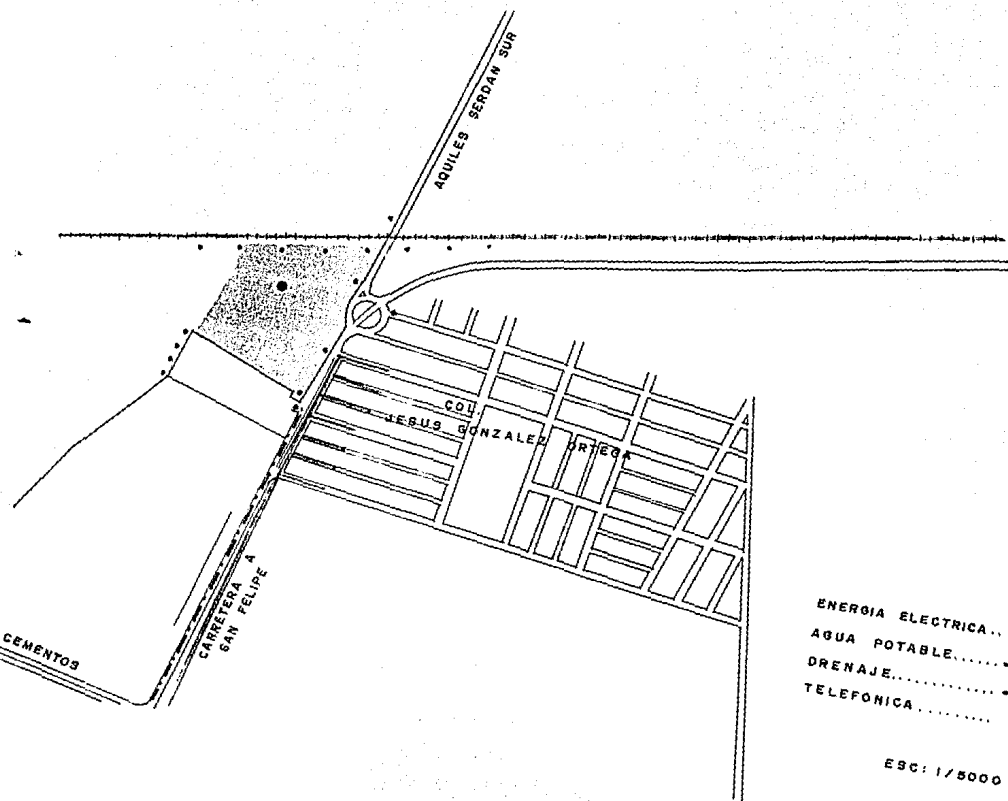 AQUILES SERDAN SUR
COL.
JESUS GONZALEZ ORTEGA
CARRETERA A
SAN FELIPE
CEMENTOS
ENERGIA ELECTRICA..
AGUA POTABLE......
DRENAJE.............
TELEFONICA.........
ESC: 1/5000